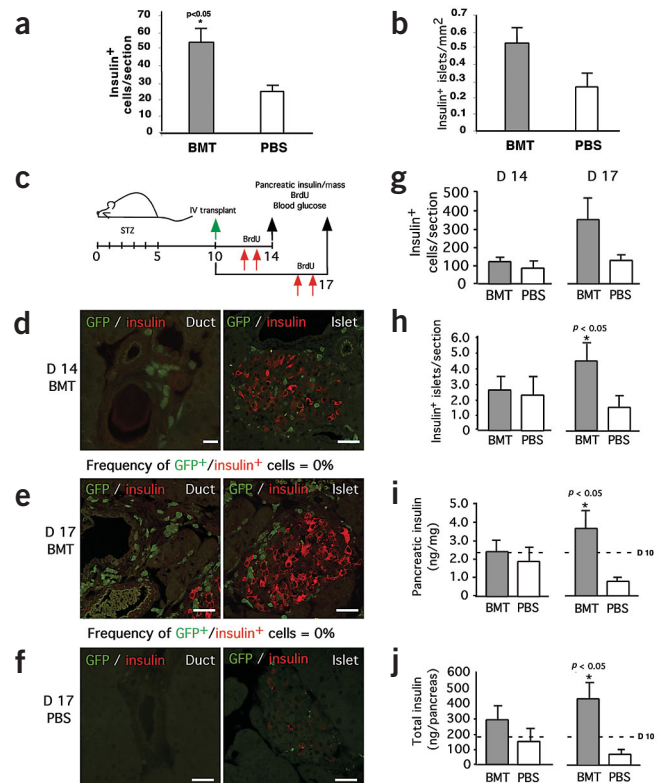 a
p<0.05
*
Insulin+
cells/section
70
60
50
40
30
20
10
0
BMT PBS
b
Insulin+ islets/mm2
0.6
0.5
0.4
0.3
0.2
0.1
0
BMT PBS
c
Pancreatic insulin/mass
BrdU
Blood glucose
IV transplant
STZ
BrdU
0 5 10 14
BrdU
17
d
D 14
BMT
GFP / insulin Duct
GFP / insulin Islet
Frequency of GFP+/insulin+ cells = 0%
e
D 17
BMT
GFP / insulin Duct
GFP / insulin Islet
Frequency of GFP+/insulin+ cells = 0%
f
D 17
PBS
GFP / insulin Duct
GFP / insulin Islet
g
D 14 D 17
Insulin+
cells/section
500
400
300
200
100
0
BMT PBS BMT PBS
h
p < 0.05
*
Insulin+ islets/section
6.0
5.0
4.0
3.0
2.0
1.0
0
BMT PBS BMT PBS
i
p < 0.05
*
Pancreatic insulin
(ng/mg)
5.0
4.0
3.0
2.0
1.0
0
D 10
BMT PBS BMT PBS
j
p < 0.05
*
Total insulin
(ng/pancreas)
600
500
400
300
200
100
0
D 10
BMT PBS BMT PBS